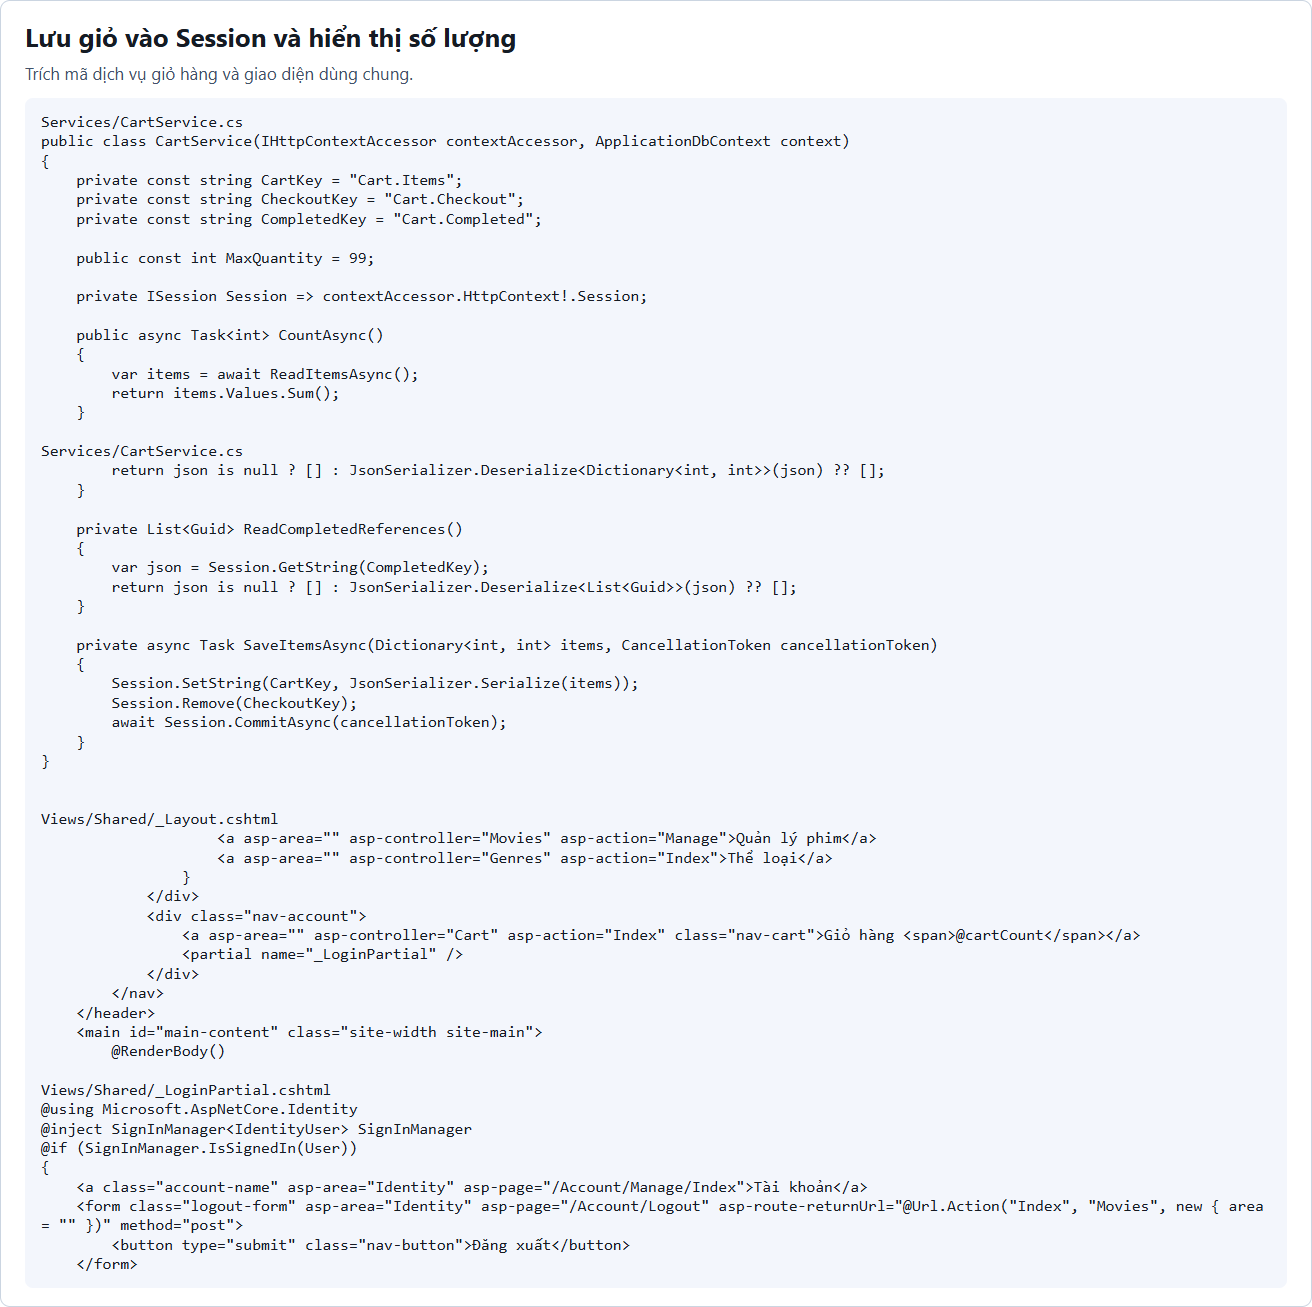 Lưu giỏ vào Session và hiển thị số lượng
Trích mã dịch vụ giỏ hàng và giao diện dùng chung.
Services/CartService.cs
public class CartService(IHttpContextAccessor contextAccessor, ApplicationDbContext context)
{
    private const string CartKey = "Cart.Items";
    private const string CheckoutKey = "Cart.Checkout";
    private const string CompletedKey = "Cart.Completed";

    public const int MaxQuantity = 99;

    private ISession Session => contextAccessor.HttpContext!.Session;

    public async Task<int> CountAsync()
    {
        var items = await ReadItemsAsync();
        return items.Values.Sum();
    }

Services/CartService.cs
        return json is null ? [] : JsonSerializer.Deserialize<Dictionary<int, int>>(json) ?? [];
    }

    private List<Guid> ReadCompletedReferences()
    {
        var json = Session.GetString(CompletedKey);
        return json is null ? [] : JsonSerializer.Deserialize<List<Guid>>(json) ?? [];
    }

    private async Task SaveItemsAsync(Dictionary<int, int> items, CancellationToken cancellationToken)
    {
        Session.SetString(CartKey, JsonSerializer.Serialize(items));
        Session.Remove(CheckoutKey);
        await Session.CommitAsync(cancellationToken);
    }
}

Views/Shared/_Layout.cshtml
                    <a asp-area="" asp-controller="Movies" asp-action="Manage">Quản lý phim</a>
                    <a asp-area="" asp-controller="Genres" asp-action="Index">Thể loại</a>
                }
            </div>
            <div class="nav-account">
                <a asp-area="" asp-controller="Cart" asp-action="Index" class="nav-cart">Giỏ hàng <span>@cartCount</span></a>
                <partial name="_LoginPartial" />
            </div>
        </nav>
    </header>
    <main id="main-content" class="site-width site-main">
        @RenderBody()

Views/Shared/_LoginPartial.cshtml
@using Microsoft.AspNetCore.Identity
@inject SignInManager<IdentityUser> SignInManager
@if (SignInManager.IsSignedIn(User))
{
    <a class="account-name" asp-area="Identity" asp-page="/Account/Manage/Index">Tài khoản</a>
    <form class="logout-form" asp-area="Identity" asp-page="/Account/Logout" asp-route-returnUrl="@Url.Action("Index", "Movies", new { area
= "" })" method="post">
        <button type="submit" class="nav-button">Đăng xuất</button>
    </form>